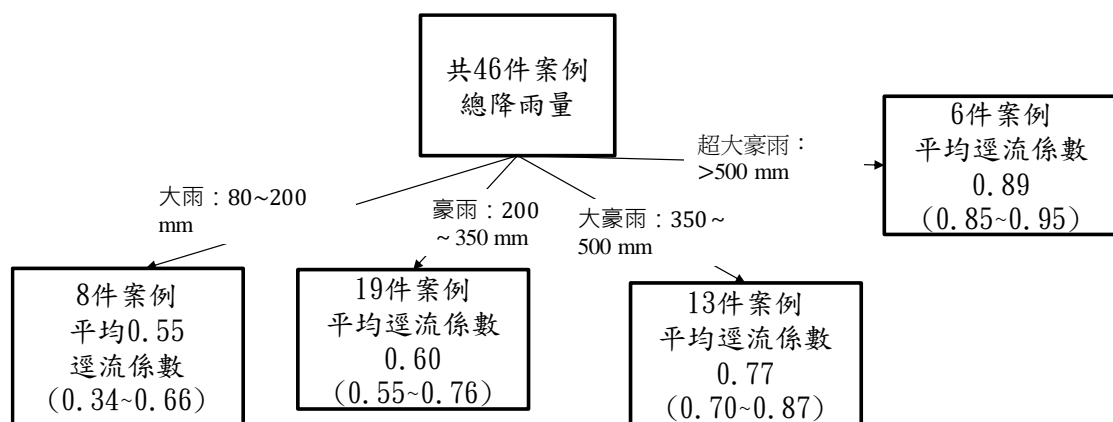 共46件案例
總降雨量
超大豪雨：
>500 mm
6件案例
平均逕流係數
0.89
(0.85~0.95)
大雨：80~200
mm
豪雨：200
~350 mm
大豪雨：350~
500 mm
8件案例
平均0.55
逕流係數
(0.34~0.66)
19件案例
平均逕流係數
0.60
(0.55~0.76)
13件案例
平均逕流係數
0.77
(0.70~0.87)